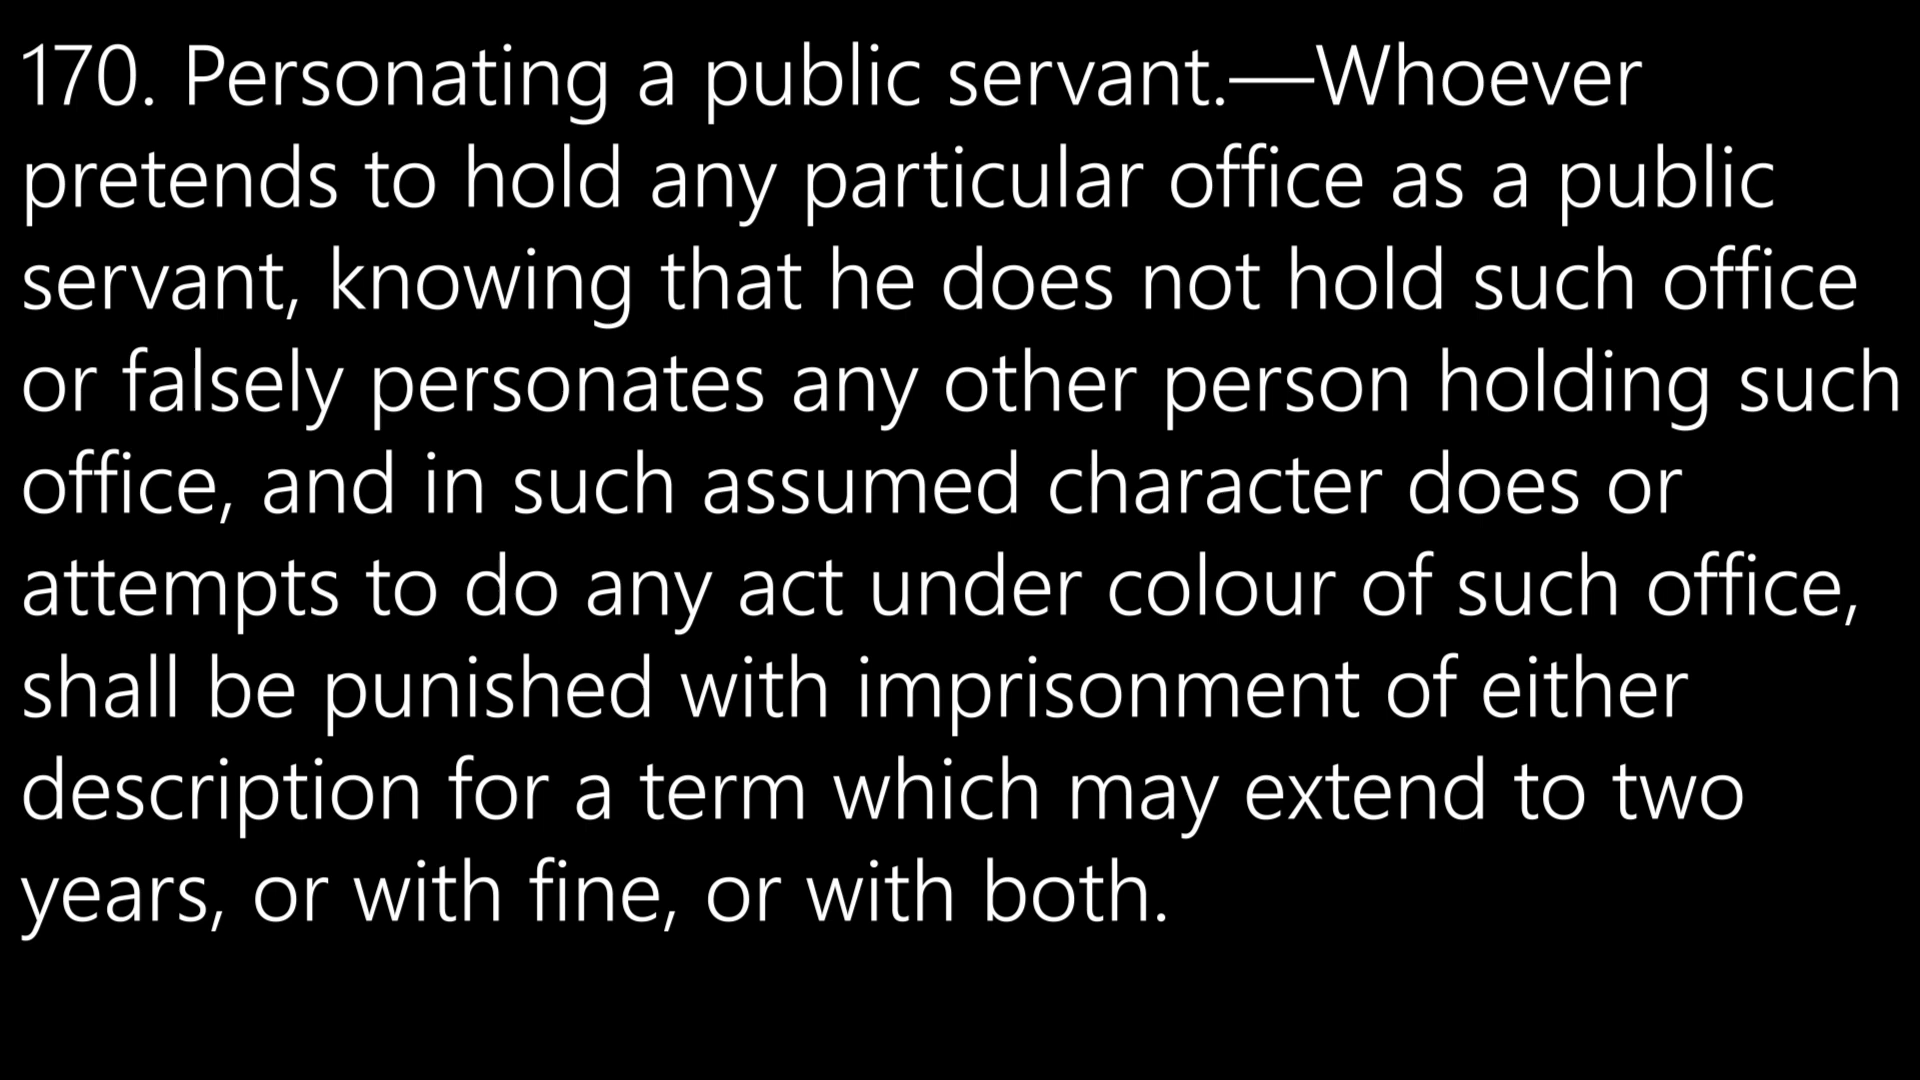 170. Personating a public servant.—Whoever
pretends to hold any particular office as a public
servant, knowing that he does not hold such office
or falsely personates any other person holding such
office, and in such assumed character does or
attempts to do any act under colour of such office,
shall be punished with imprisonment of either
description for a term which may extend to two
years, or with fine, or with both.